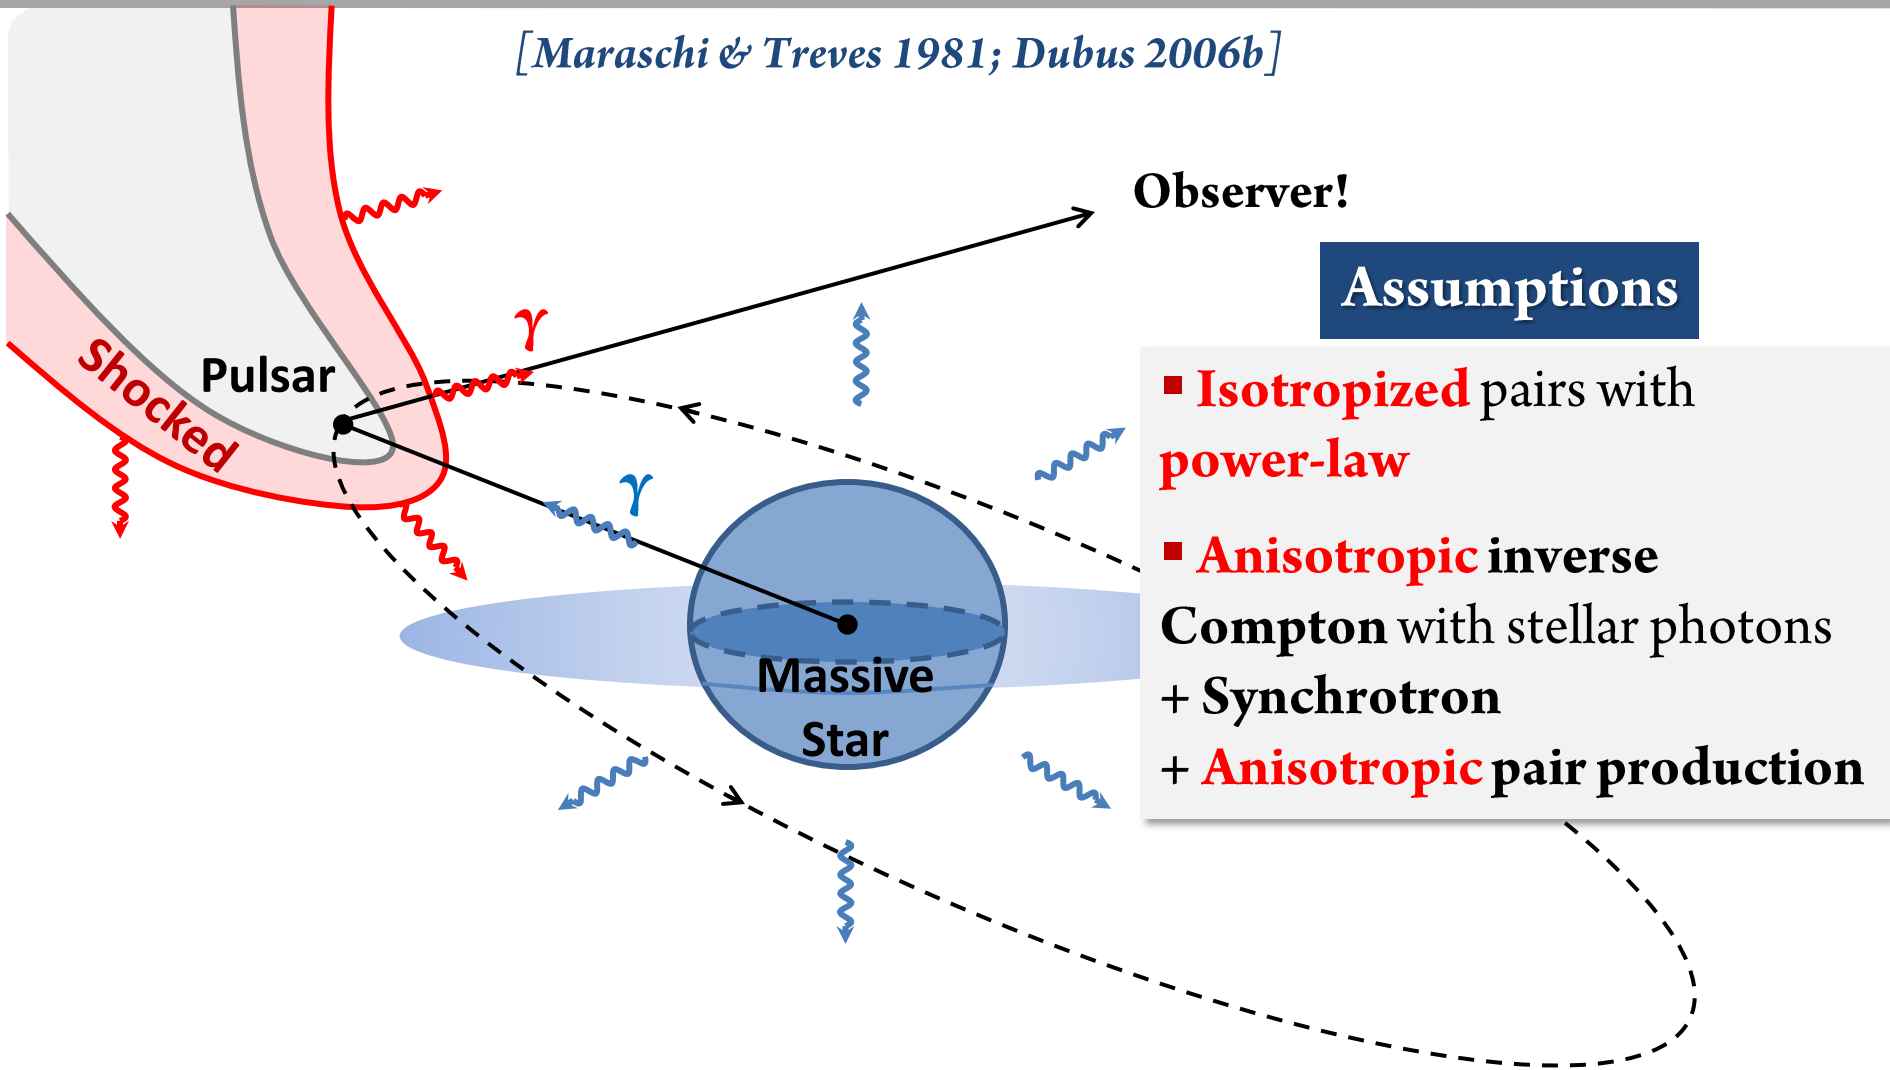 [Maraschi & Treves 1981; Dubus 2006b]
Observer!
Assumptions
γ
Pulsar
Shocked
▪ Isotropized pairs with
power-law
γ
▪ Anisotropic inverse
Compton with stellar photons
+ Synchrotron
+ Anisotropic pair production
Massive
Star